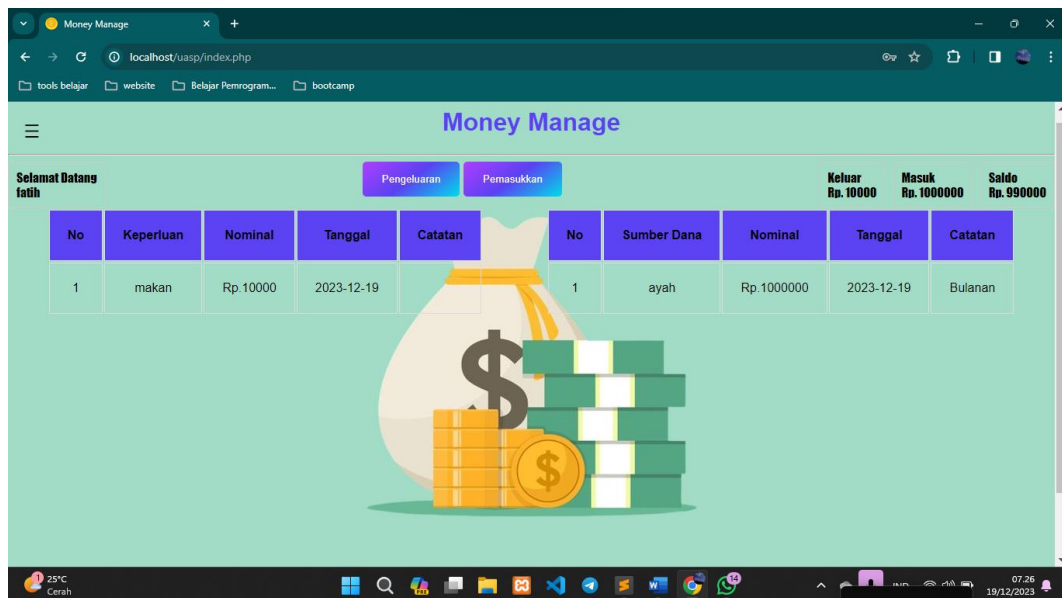 Money Manage
localhost/uasp/index.php
tools belajar website Belajar Pemrogram... bootcamp
Money Manage
Selamat Datang
fatih
Pengeluaran Pemasukkan
Keluar Masuk Saldo
Rp. 10000 Rp. 1000000 Rp. 990000
No Keperluan Nominal Tanggal Catatan
1 makan Rp.10000 2023-12-19
No Sumber Dana Nominal Tanggal Catatan
1 ayah Rp.1000000 2023-12-19 Bulanan
$
$
1
25°C
Cerah
PRE
14
07.26
19/12/2023